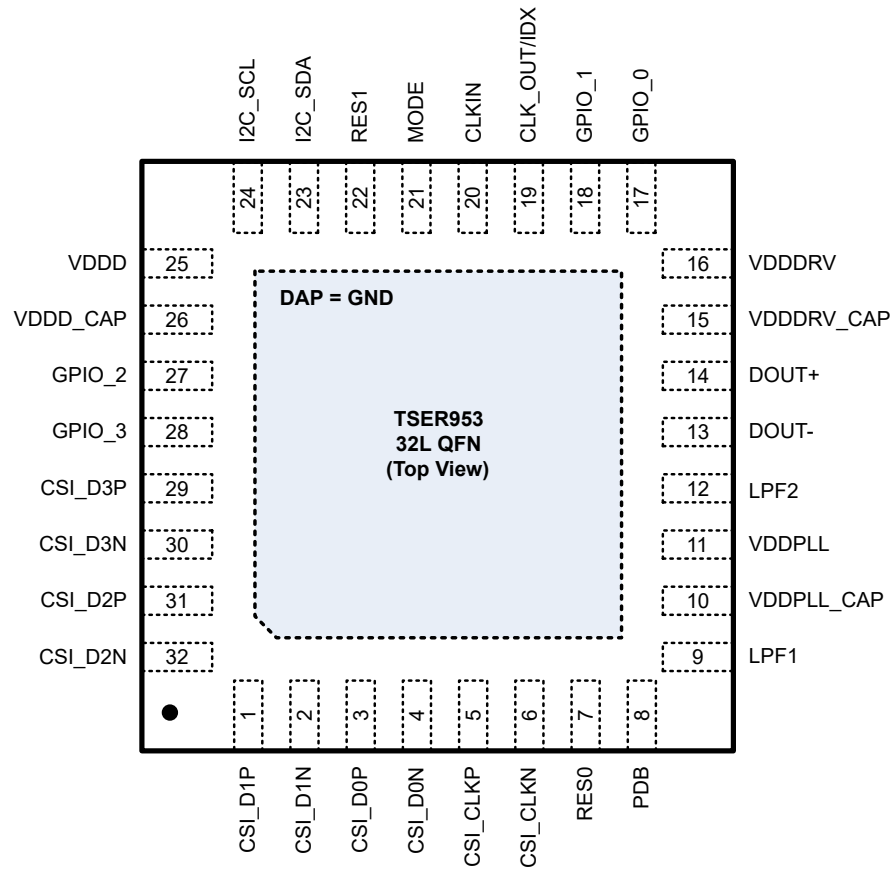 I2C_SCL
I2C_SDA
RES1
MODE
CLKIN
CLK_OUT/IDX
GPIO_1
GPIO_0
24
23
22
21
20
19
18
17
VDDD 25
VDDD_CAP 26
GPIO_2 27
GPIO_3 28
CSI_D3P 29
CSI_D3N 30
CSI_D2P 31
CSI_D2N 32
DAP = GND
TSER953
32L QFN
(Top View)
16 VDDDRV
15 VDDDRV_CAP
14 DOUT+
13 DOUT-
12 LPF2
11 VDDPLL
10 VDDPLL_CAP
9 LPF1
1
2
3
4
5
6
7
8
CSI_D1P
CSI_D1N
CSI_D0P
CSI_D0N
CSI_CLKP
CSI_CLKN
RES0
PDB